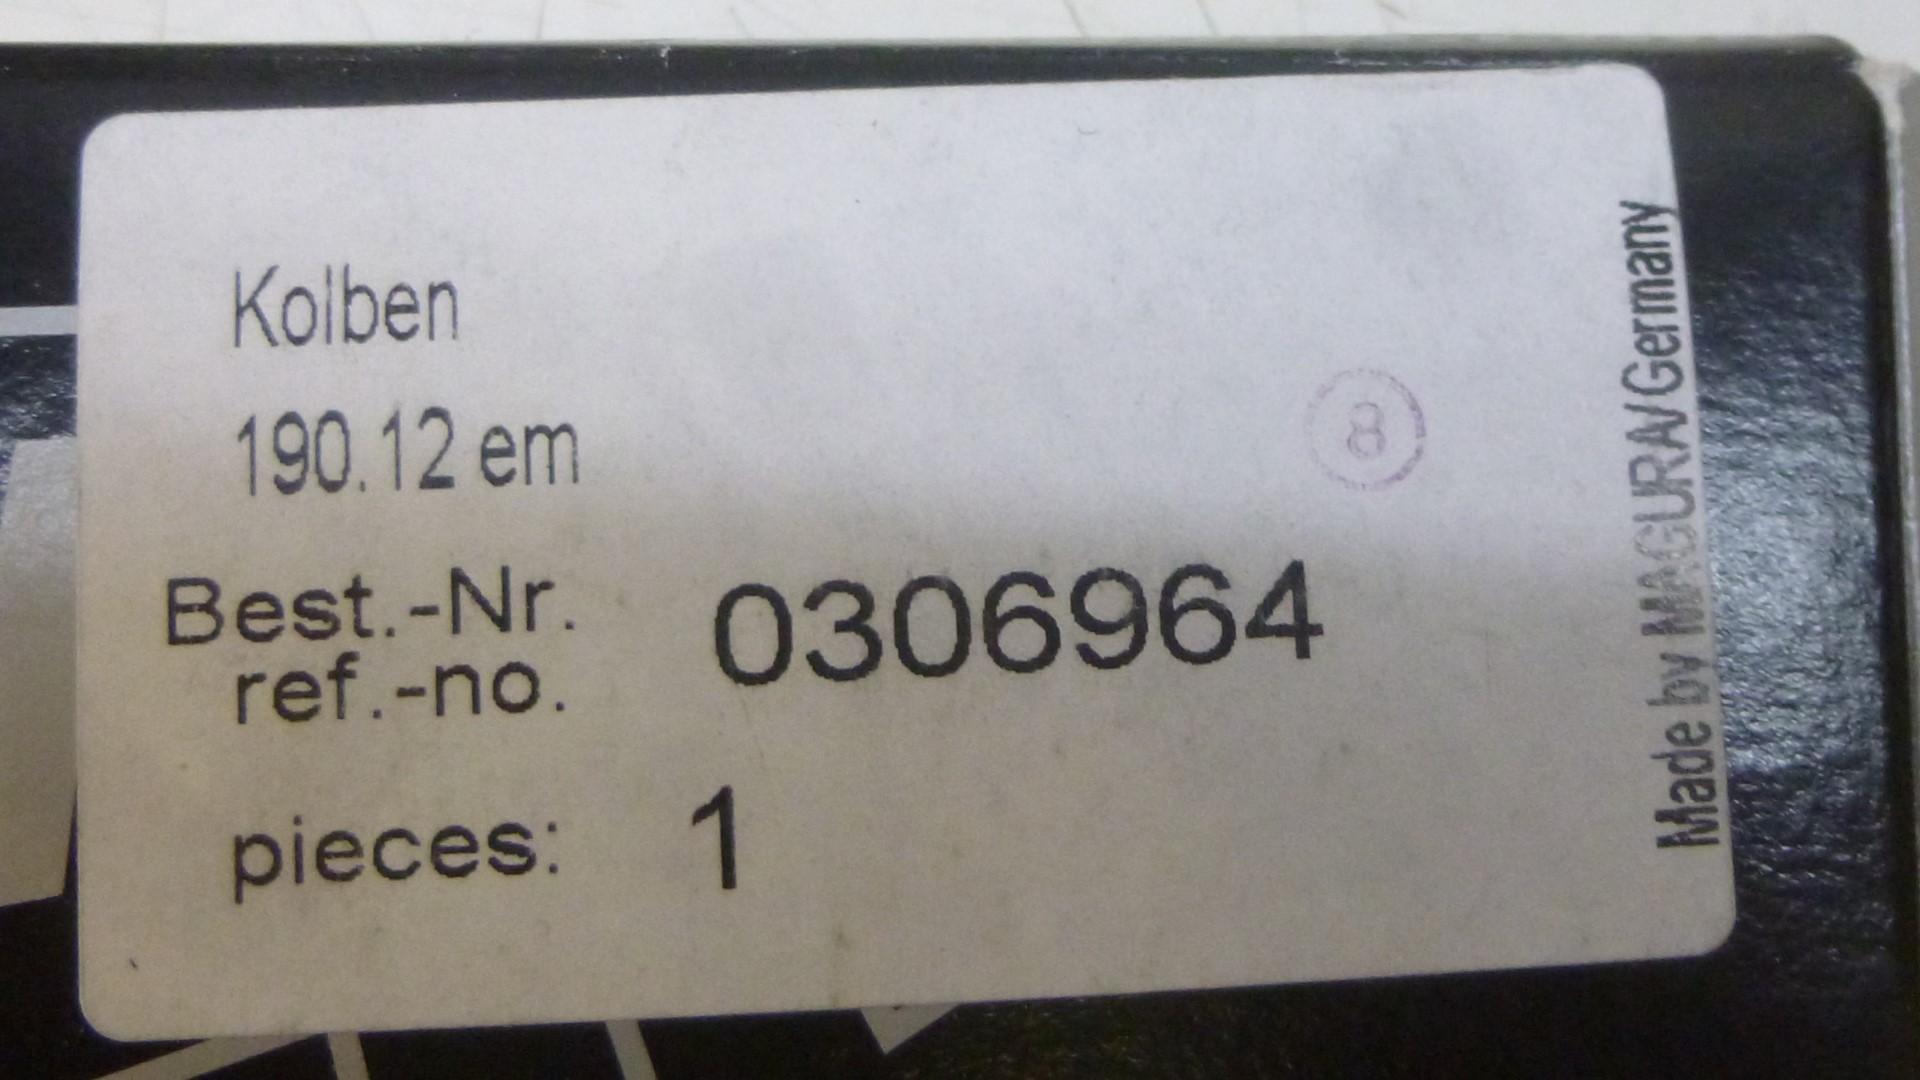 Kolben
190.12 em
8
Best.-Nr.
ref.-no.
0306964
pieces: 1
Made by MAGURA/Germany